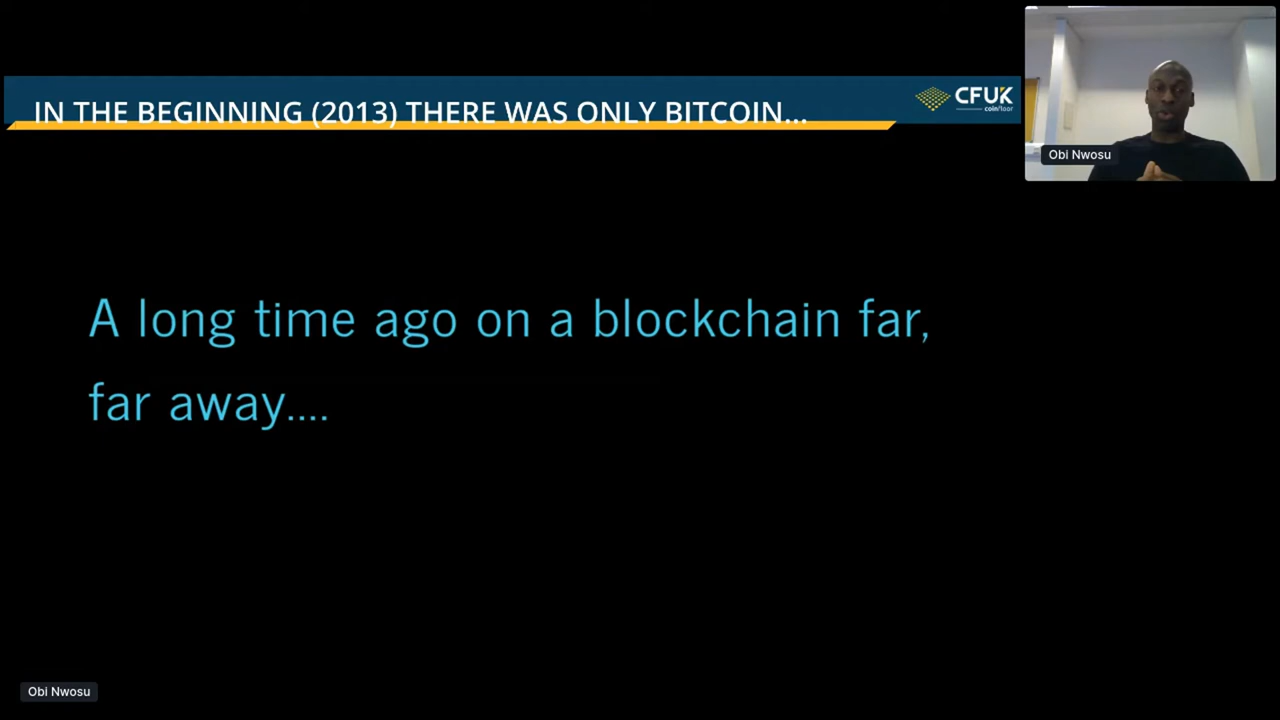 IN THE BEGINNING (2013) THERE WAS ONLY BITCOIN...
CFUK
coinfloor
Obi Nwosu
A long time ago on a blockchain far,
far away....
Obi Nwosu